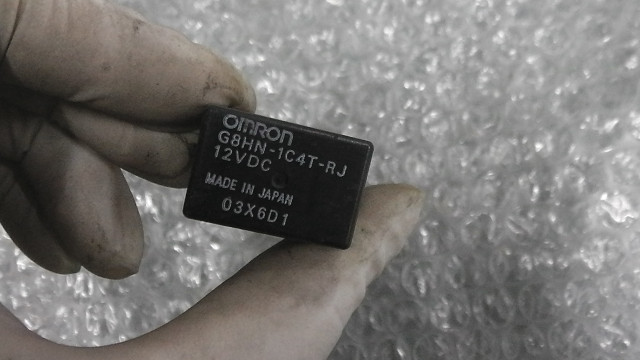 OMRON
G8HN-1C4T-RJ
12VDC
MADE IN JAPAN
03X6D1